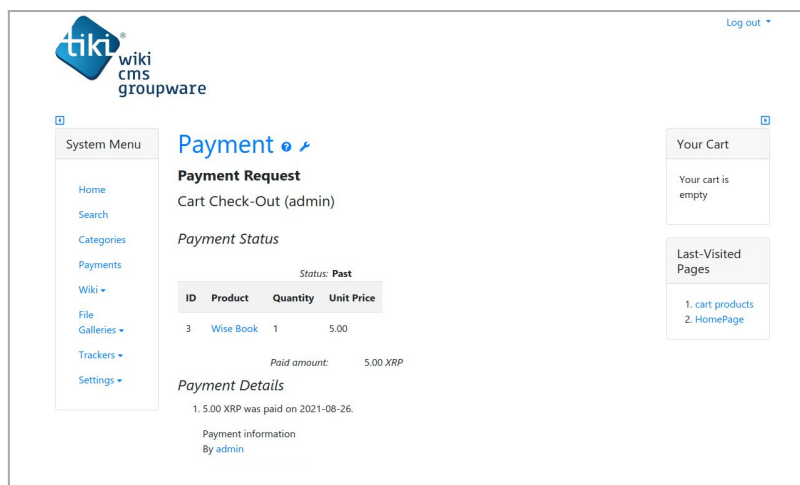 Log out
tiki®
wiki
cms
groupware
System Menu
Home
Search
Categories
Payments
Wiki
File
Galleries
Trackers
Settings
Payment
Payment Request
Cart Check-Out (admin)
Payment Status
Status: Past
ID Product Quantity Unit Price
3 Wise Book 1 5.00
Paid amount: 5.00 XRP
Payment Details
1. 5.00 XRP was paid on 2021-08-26.
Payment information
By admin
Your Cart
Your cart is
empty
Last-Visited
Pages
1. cart products
2. HomePage